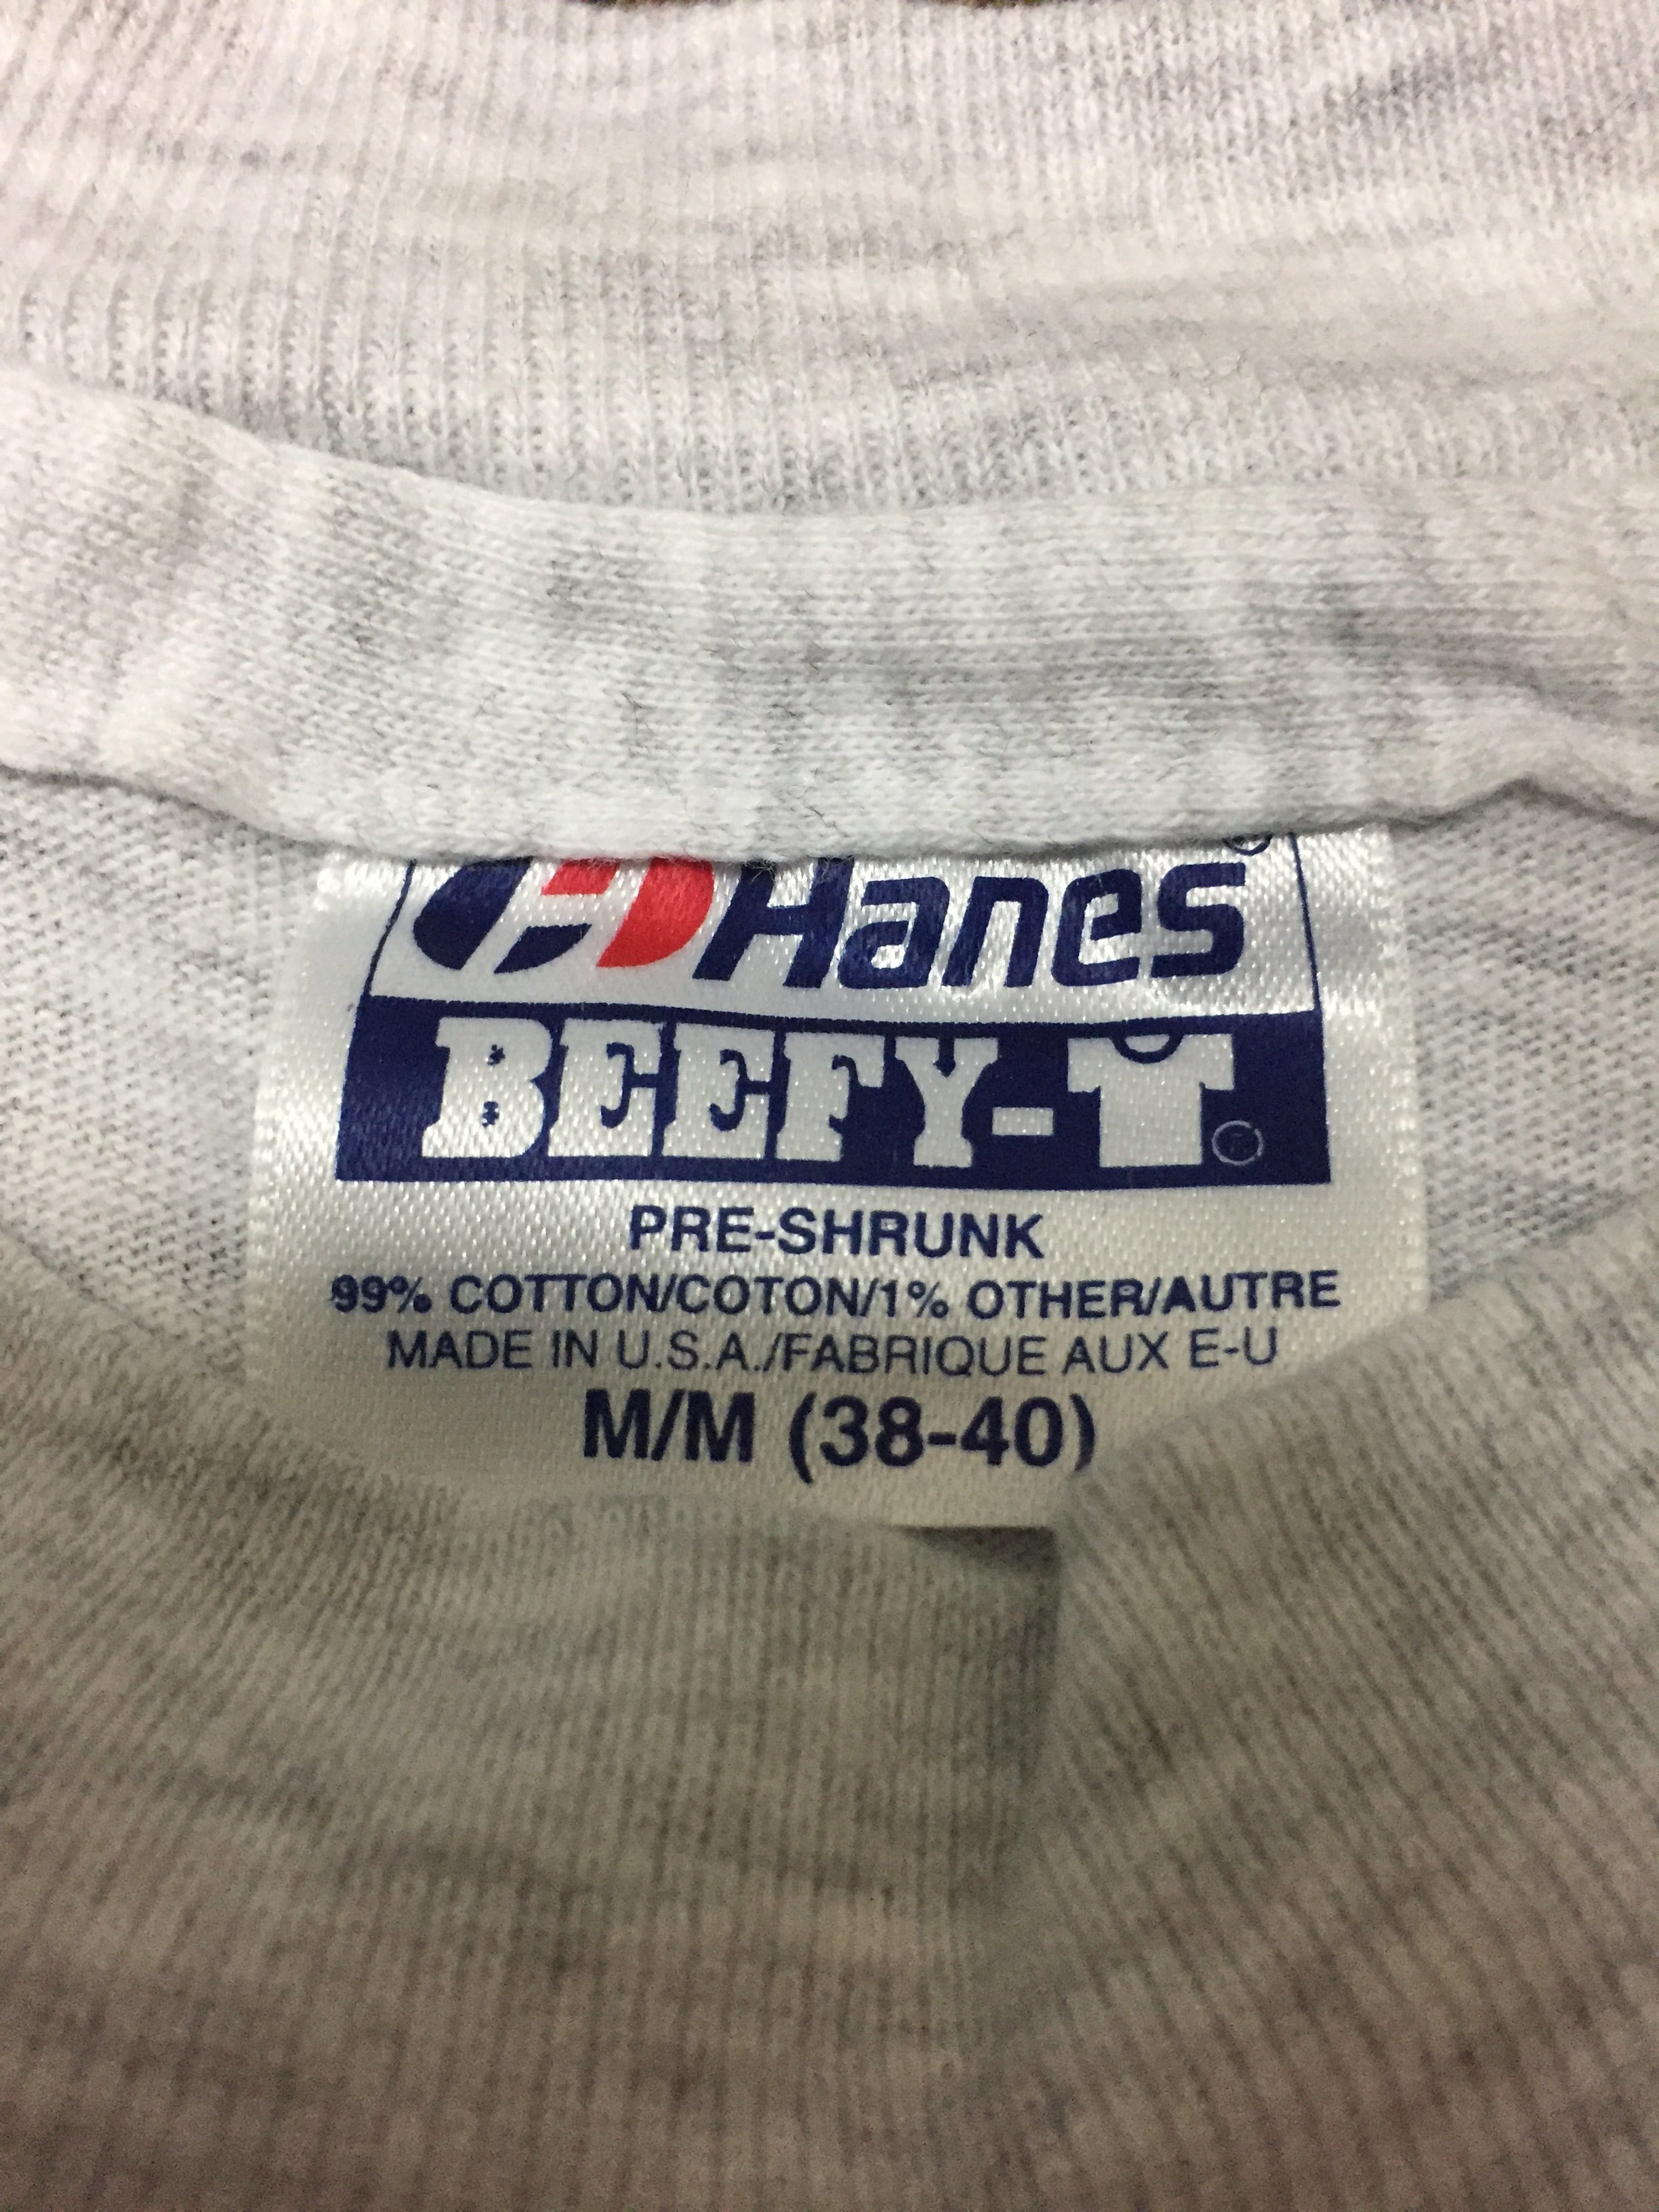 Hanes®
BEEFY-T®
PRE-SHRUNK
99% COTTON/COTON/1% OTHER/AUTRE
MADE IN U.S.A./FABRIQUE AUX E-U
M/M (38-40)